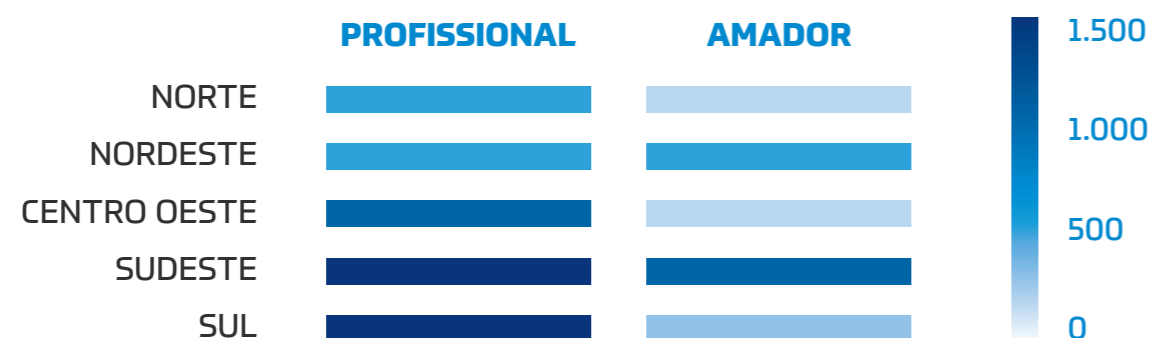 PROFISSIONAL AMADOR
NORTE
NORDESTE
CENTRO OESTE
SUDESTE
SUL
1.500
1.000
500
0